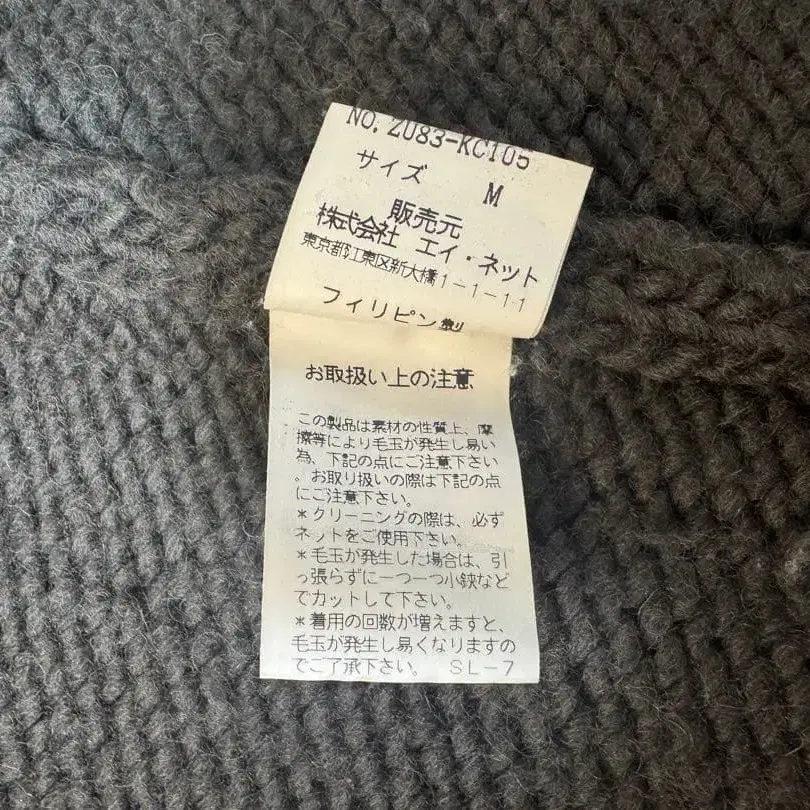 NO. ZU83-KC105
サイズ M
販売元
株式会社 エイ・ネット
東京都江東区新大橋1-1-11
フィリピン製
お取扱い上の注意
この製品は素材の性質上、摩
擦等により毛玉が発生し易い
為、下記の点にご注意下さい
。お取り扱いの際は下記の点
にご注意下さい。
*クリーニングの際は、必ず
ネットをご使用下さい。
*毛玉が発生した場合は、引
っ張らずに一つ一つ小鋏など
でカットして下さい。
*着用の回数が増えますと、
毛玉が発生し易くなりますの
でご了承下さい。 SL-7